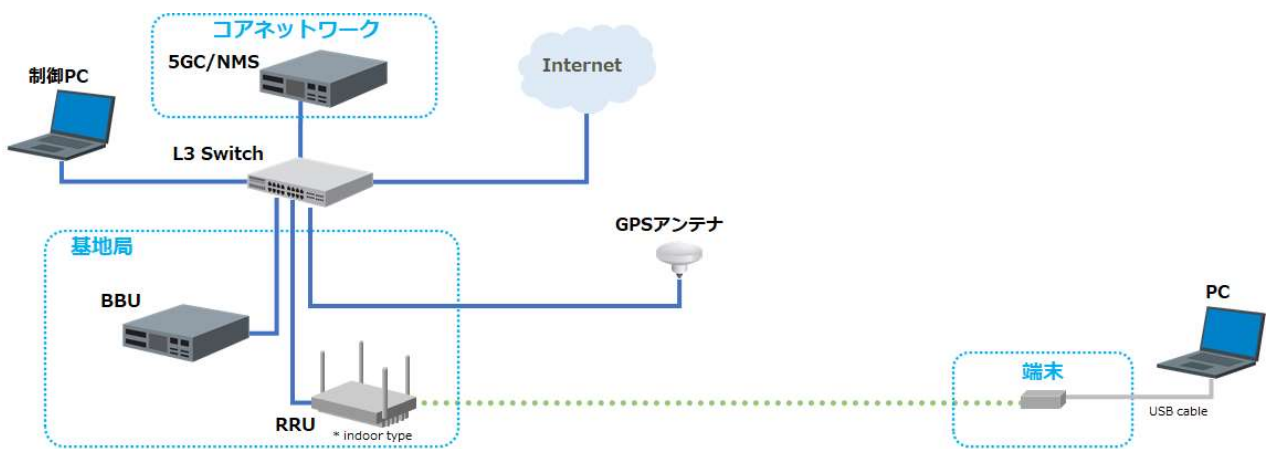 コアネットワーク
5GC/NMS
Internet
制御PC
L3 Switch
GPSアンテナ
基地局
BBU
PC
端末
RRU
* indoor type
USB cable